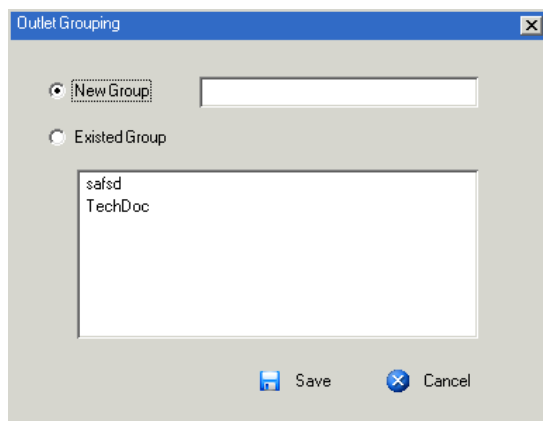 Outlet Grouping
New Group
Existed Group
safsd
TechDoc
Save Cancel